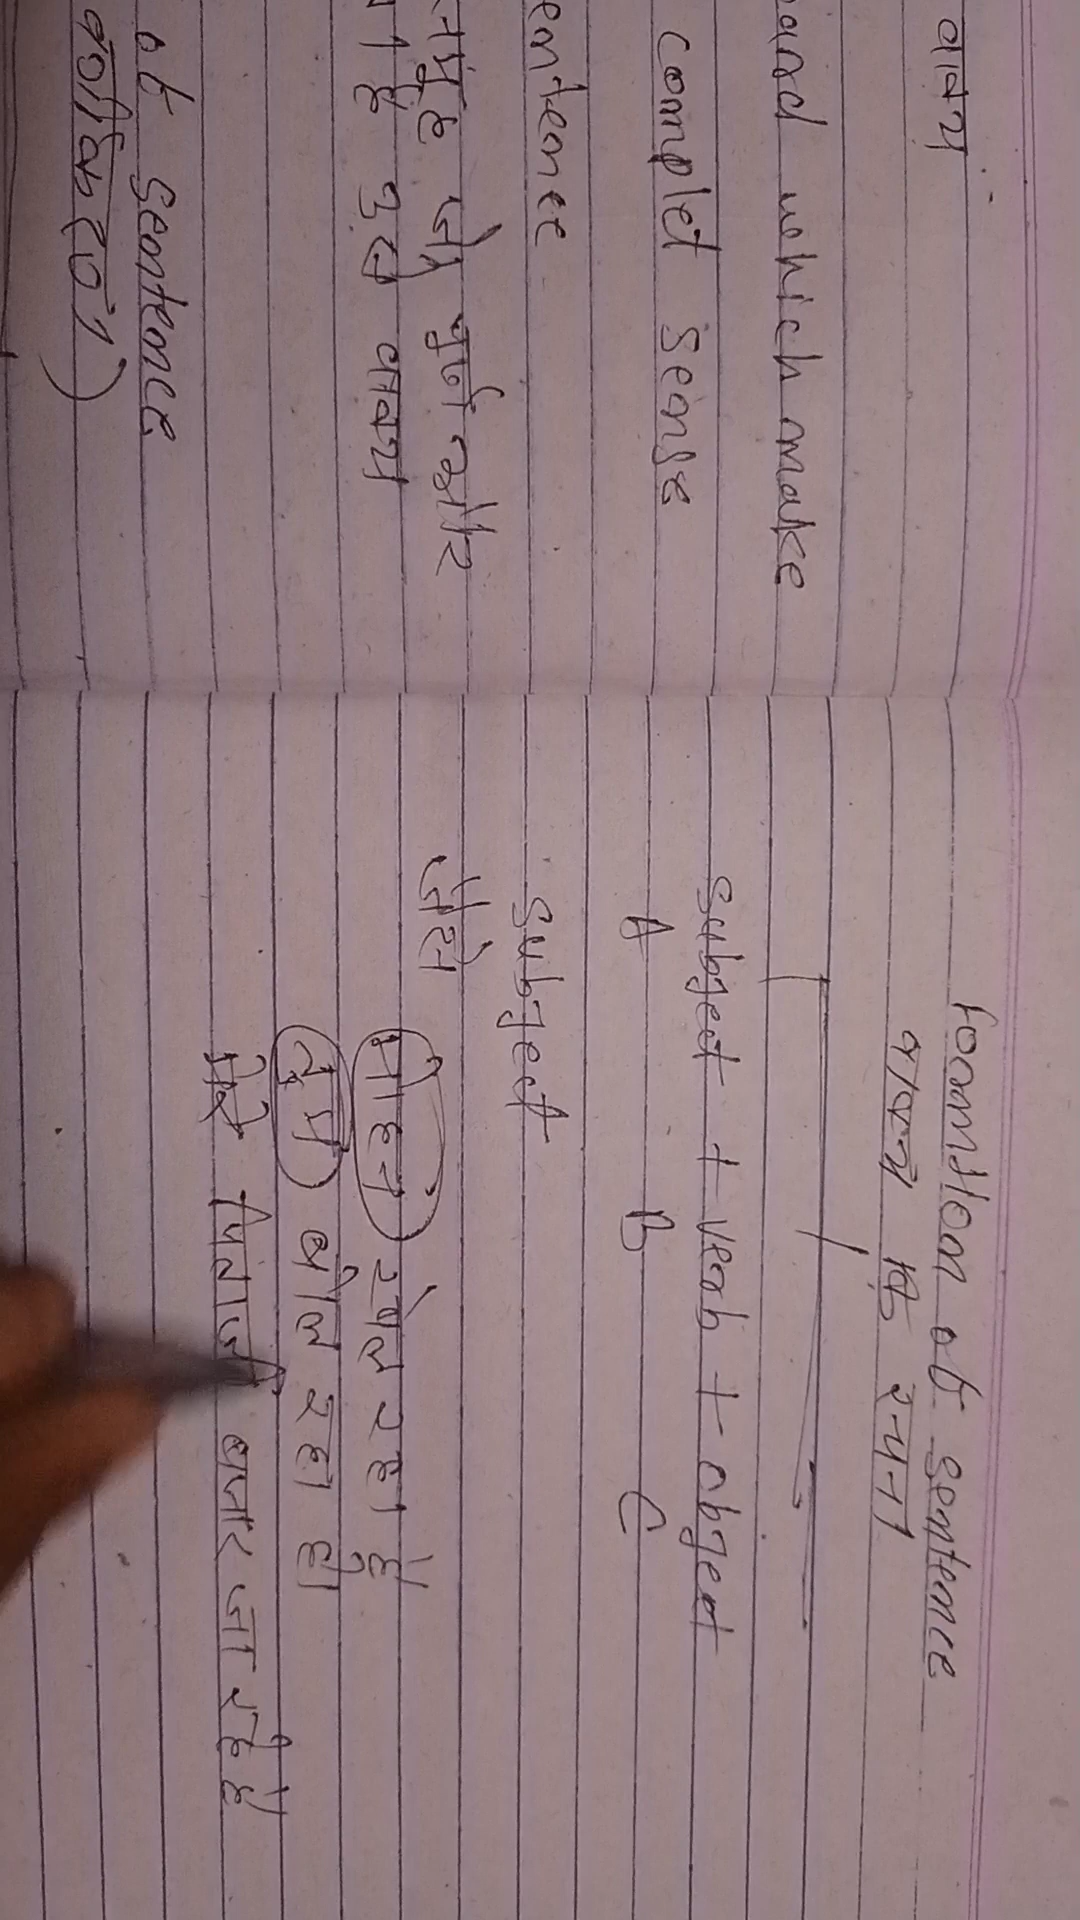 वाक्य
and which make
complet sense
entence
समुह जो पुर्ण और
है उसे वाक्य
of Sentence
वर्गीकरण)
Foamtion of Sentence
वाक्य कि रचना
Subject + verb + object
A B C
Subject
जैसे
मोहन खेल रहा है
तुम बोल रहा हो
मेरे पिताजी बाजार जा रहे है